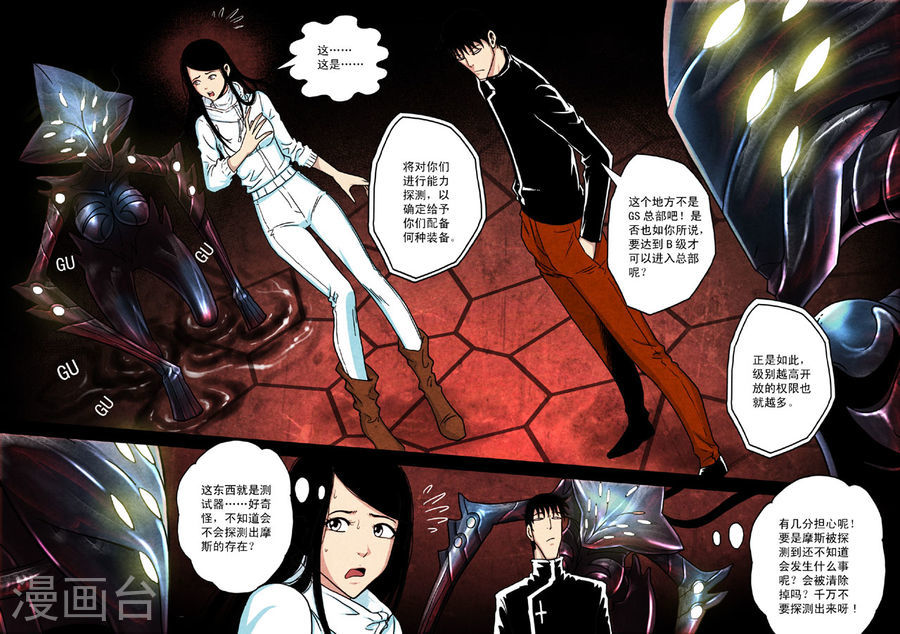 这……
这是……
将对你们
进行能力
探测，以
确定给予
你们配备
何种装备。
这个地方不是
GS 总部吧！是
否也如你所说，
要达到 B 级才
可以进入总部
呢？
正是如此，
级别越高开
放的权限也
就越多。
GU
GU
GU
GU
这东西就是测
试器……好奇
怪，不知道会
不会探测出摩
斯的存在？
有几分担心呢！
要是摩斯被探
测到还不知道
会发生什么事
呢？会被清除
掉吗？千万不
要探测出来呀！
漫画台